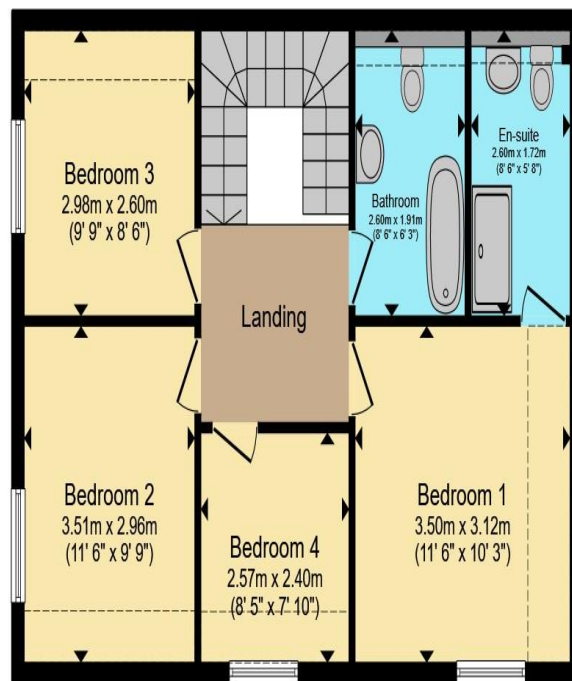 Bedroom 3
2.98m x 2.60m
(9' 9" x 8' 6")
Bathroom
2.60m x 1.91m
(8' 6" x 6' 3")
En-suite
2.60m x 1.72m
(8' 6" x 5' 8")
Landing
Bedroom 2
3.51m x 2.96m
(11' 6" x 9' 9")
Bedroom 4
2.57m x 2.40m
(8' 5" x 7' 10")
Bedroom 1
3.50m x 3.12m
(11' 6" x 10' 3")